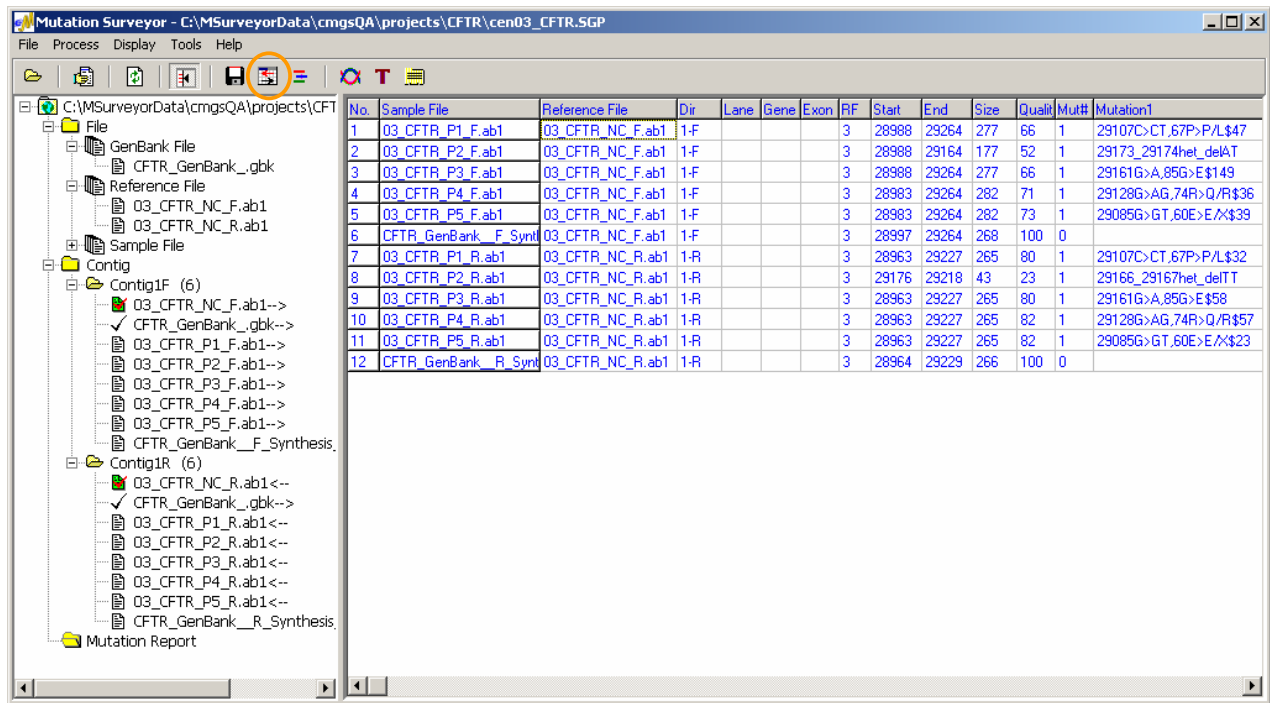 Mutation Surveyor - C:\MSurveyorData\cmgsQA\projects\CFTR\cen03_CFTR.SGP
File Process Display Tools Help
T
C:\MSurveyorData\cmgsQA\projects\CFT
File
GenBank File
CFTR_GenBank_.gbk
Reference File
03_CFTR_NC_F.ab1
03_CFTR_NC_R.ab1
Sample File
Contig
Contig1F (6)
03_CFTR_NC_F.ab1-->
CFTR_GenBank_.gbk-->
03_CFTR_P1_F.ab1-->
03_CFTR_P2_F.ab1-->
03_CFTR_P3_F.ab1-->
03_CFTR_P4_F.ab1-->
03_CFTR_P5_F.ab1-->
CFTR_GenBank__F_Synthesis_
Contig1R (6)
03_CFTR_NC_R.ab1<--
CFTR_GenBank_.gbk-->
03_CFTR_P1_R.ab1<--
03_CFTR_P2_R.ab1<--
03_CFTR_P3_R.ab1<--
03_CFTR_P4_R.ab1<--
03_CFTR_P5_R.ab1<--
CFTR_GenBank__R_Synthesis_
Mutation Report
No. Sample File Reference File Dir Lane Gene Exon RF Start End Size Qualit Mut# Mutation1
1 03_CFTR_P1_F.ab1 03_CFTR_NC_F.ab1 1-F 3 28988 29264 277 66 1 29107C>CT,67P>P/L$47
2 03_CFTR_P2_F.ab1 03_CFTR_NC_F.ab1 1-F 3 28988 29164 177 52 1 29173_29174het_delAT
3 03_CFTR_P3_F.ab1 03_CFTR_NC_F.ab1 1-F 3 28988 29264 277 66 1 29161G>A,85G>E$149
4 03_CFTR_P4_F.ab1 03_CFTR_NC_F.ab1 1-F 3 28983 29264 282 71 1 29128G>AG,74R>Q/R$36
5 03_CFTR_P5_F.ab1 03_CFTR_NC_F.ab1 1-F 3 28983 29264 282 73 1 29085G>GT,60E>E/X$39
6 CFTR_GenBank__F_Synt 03_CFTR_NC_F.ab1 1-F 3 28997 29264 268 100 0
7 03_CFTR_P1_R.ab1 03_CFTR_NC_R.ab1 1-R 3 28963 29227 265 80 1 29107C>CT,67P>P/L$32
8 03_CFTR_P2_R.ab1 03_CFTR_NC_R.ab1 1-R 3 29176 29218 43 23 1 29166_29167het_delTT
9 03_CFTR_P3_R.ab1 03_CFTR_NC_R.ab1 1-R 3 28963 29227 265 80 1 29161G>A,85G>E$58
10 03_CFTR_P4_R.ab1 03_CFTR_NC_R.ab1 1-R 3 28963 29227 265 82 1 29128G>AG,74R>Q/R$57
11 03_CFTR_P5_R.ab1 03_CFTR_NC_R.ab1 1-R 3 28963 29227 265 82 1 29085G>GT,60E>E/X$23
12 CFTR_GenBank__R_Synt 03_CFTR_NC_R.ab1 1-R 3 28964 29229 266 100 0